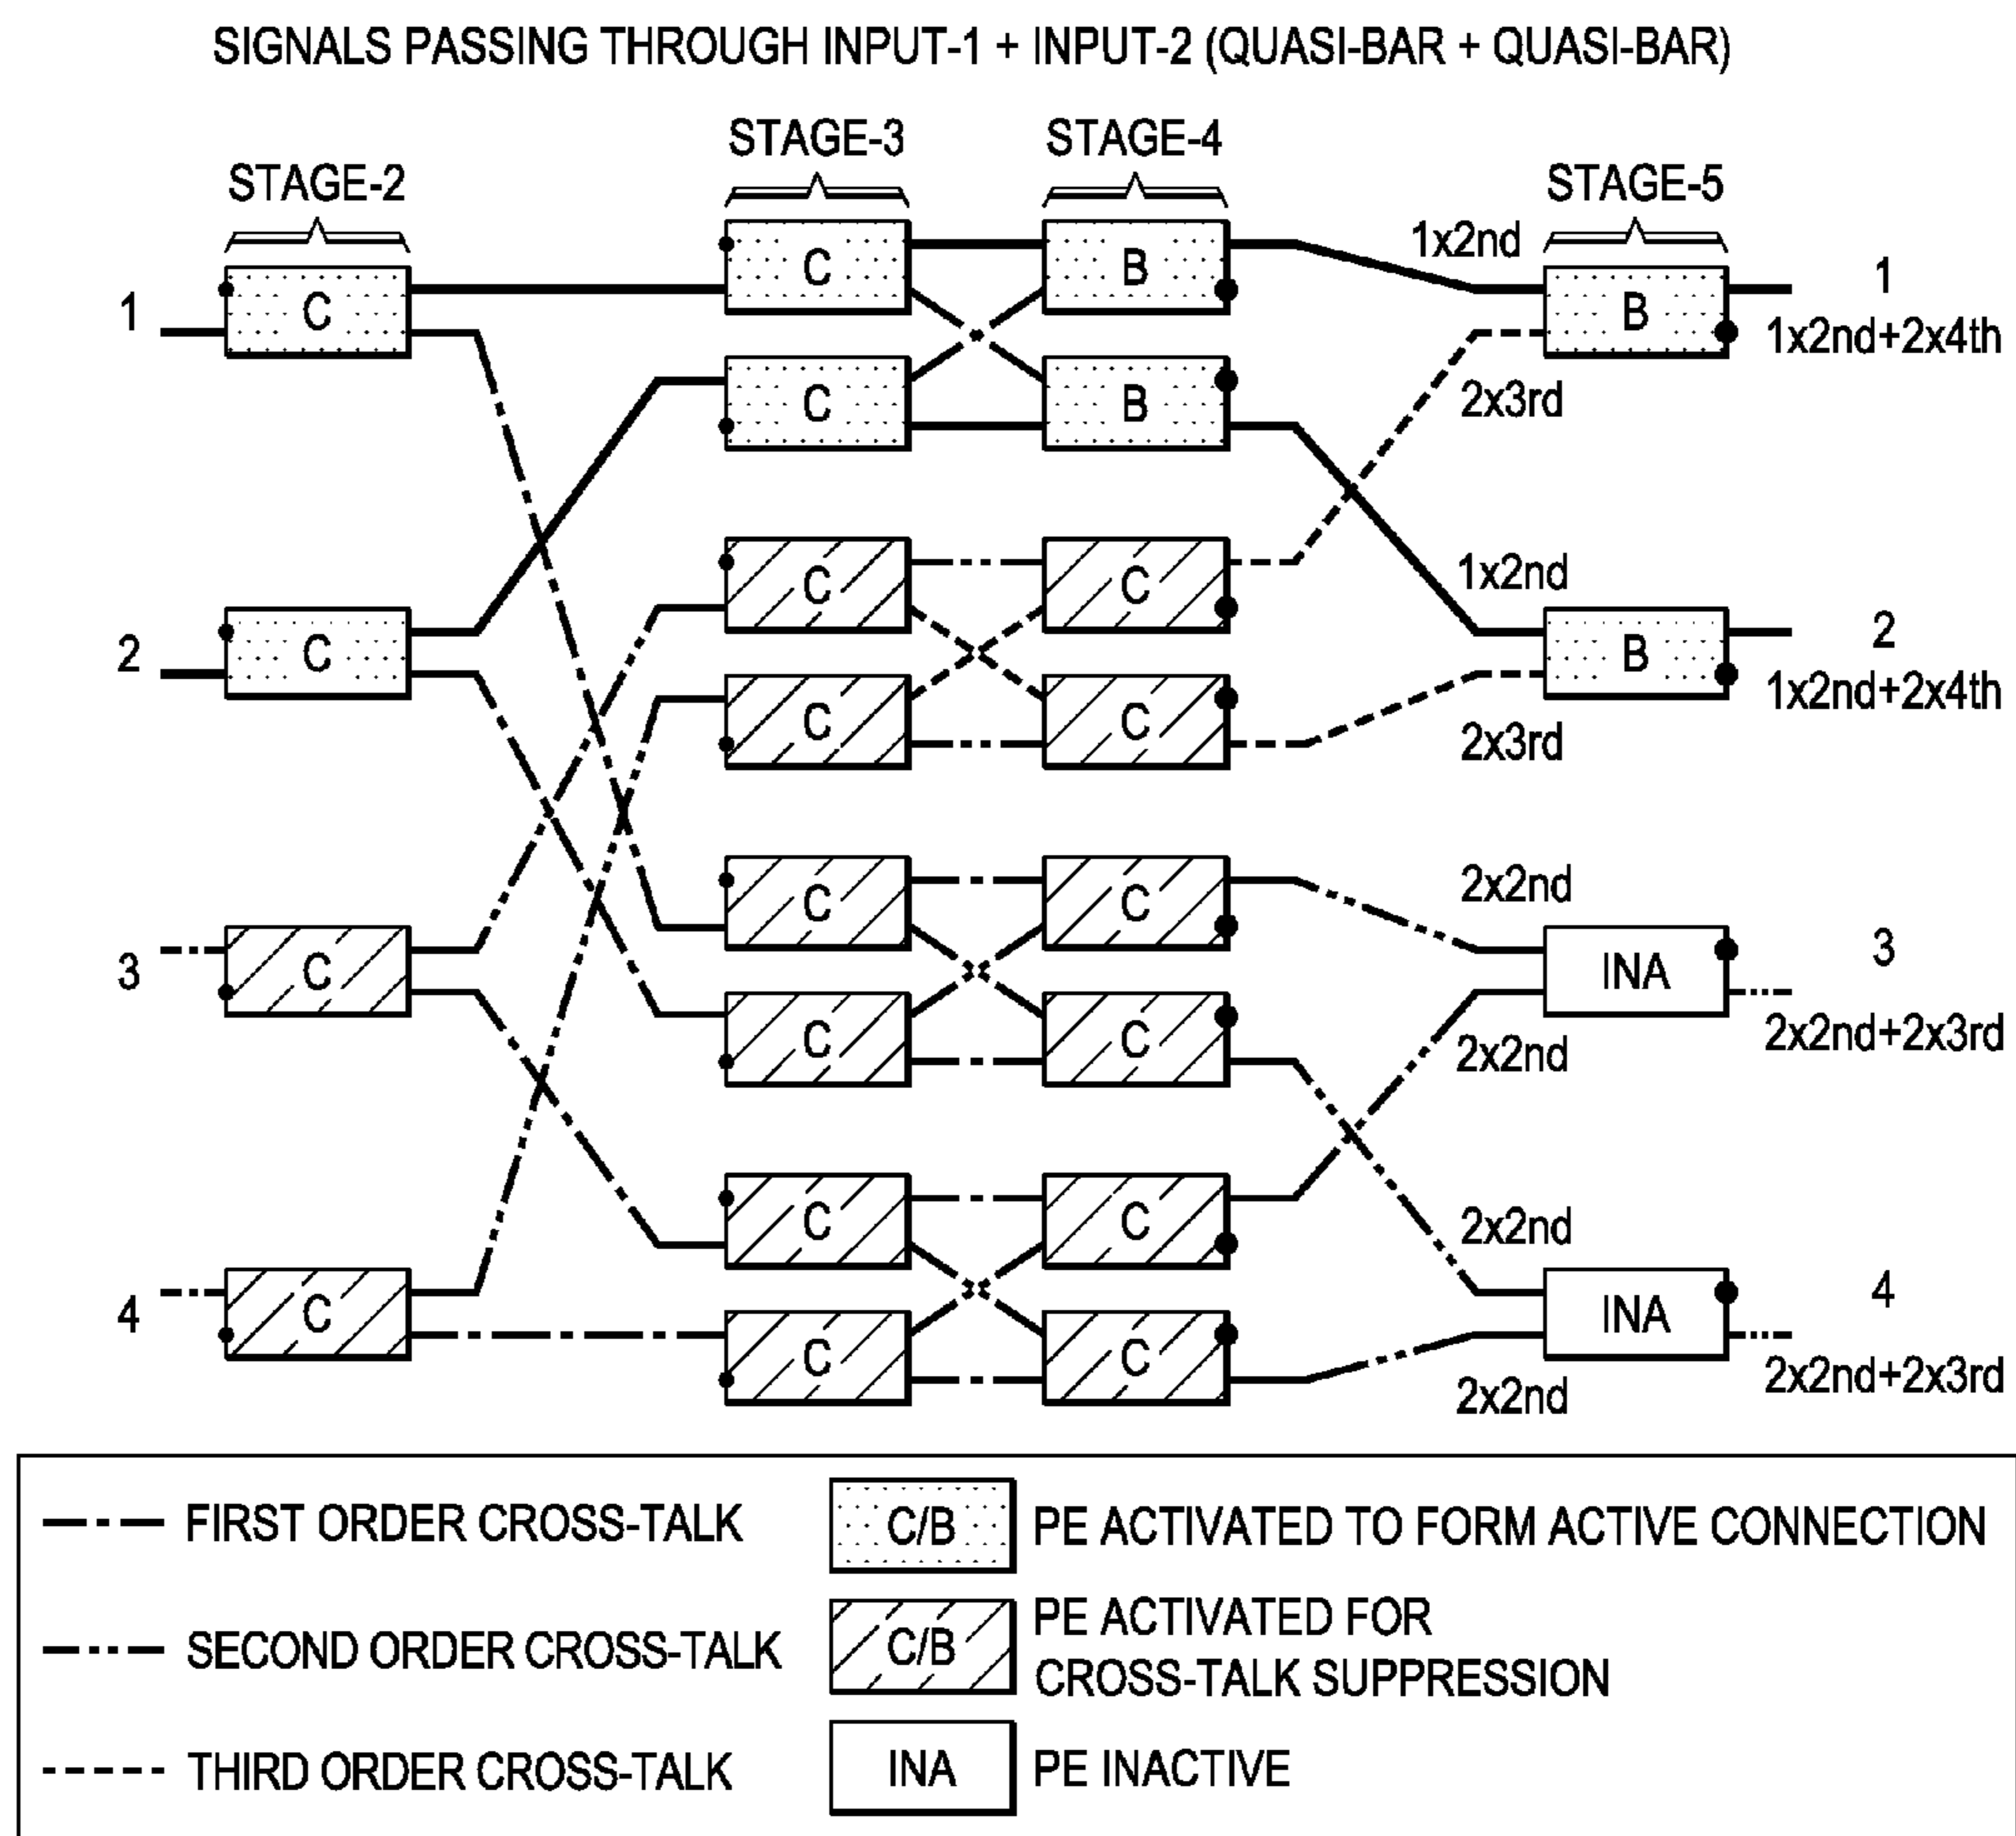 SIGNALS PASSING THROUGH INPUT-1 + INPUT-2 (QUASI-BAR + QUASI-BAR)
STAGE-2
STAGE-3
STAGE-4
STAGE-5
1
C
C
B
1x2nd
B
1
1x2nd+2x4th
C
B
2x3rd
2
C
C
C
1x2nd
B
2
1x2nd+2x4th
C
C
2x3rd
3
C
C
C
2x2nd
INA
3
2x2nd+2x3rd
C
C
2x2nd
4
C
C
C
2x2nd
INA
4
2x2nd+2x3rd
C
C
2x2nd
FIRST ORDER CROSS-TALK
C/B
PE ACTIVATED TO FORM ACTIVE CONNECTION
SECOND ORDER CROSS-TALK
C/B
PE ACTIVATED FOR
CROSS-TALK SUPPRESSION
THIRD ORDER CROSS-TALK
INA
PE INACTIVE